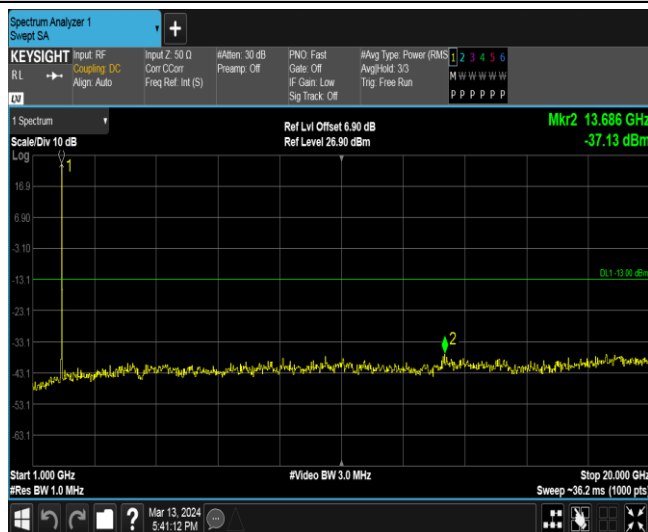 Spectrum Analyzer 1
Swept SA
+
KEYSIGHT
RL
LXI
Input: RF
Coupling: DC
Align: Auto
Input Z: 50 Ω
Corr CCorr
Freq Ref: Int (S)
#Atten: 30 dB
Preamp: Off
PNO: Fast
Gate: Off
IF Gain: Low
Sig Track: Off
#Avg Type: Power (RMS
Avg|Hold: 3/3
Trig: Free Run
1 2 3 4 5 6
M W W W W W
P P P P P P
1 Spectrum
Scale/Div 10 dB
Log
Ref Lvl Offset 6.90 dB
Ref Level 26.90 dBm
Mkr2 13.686 GHz
-37.13 dBm
1
16.9
6.90
-3.10
-13.1
DL1 -13.00 dBm
-23.1
-33.1
2
-43.1
-53.1
-63.1
Start 1.000 GHz
#Res BW 1.0 MHz
#Video BW 3.0 MHz
Stop 20.000 GHz
Sweep ~36.2 ms (1000 pts)
?
Mar 13, 2024
5:41:12 PM